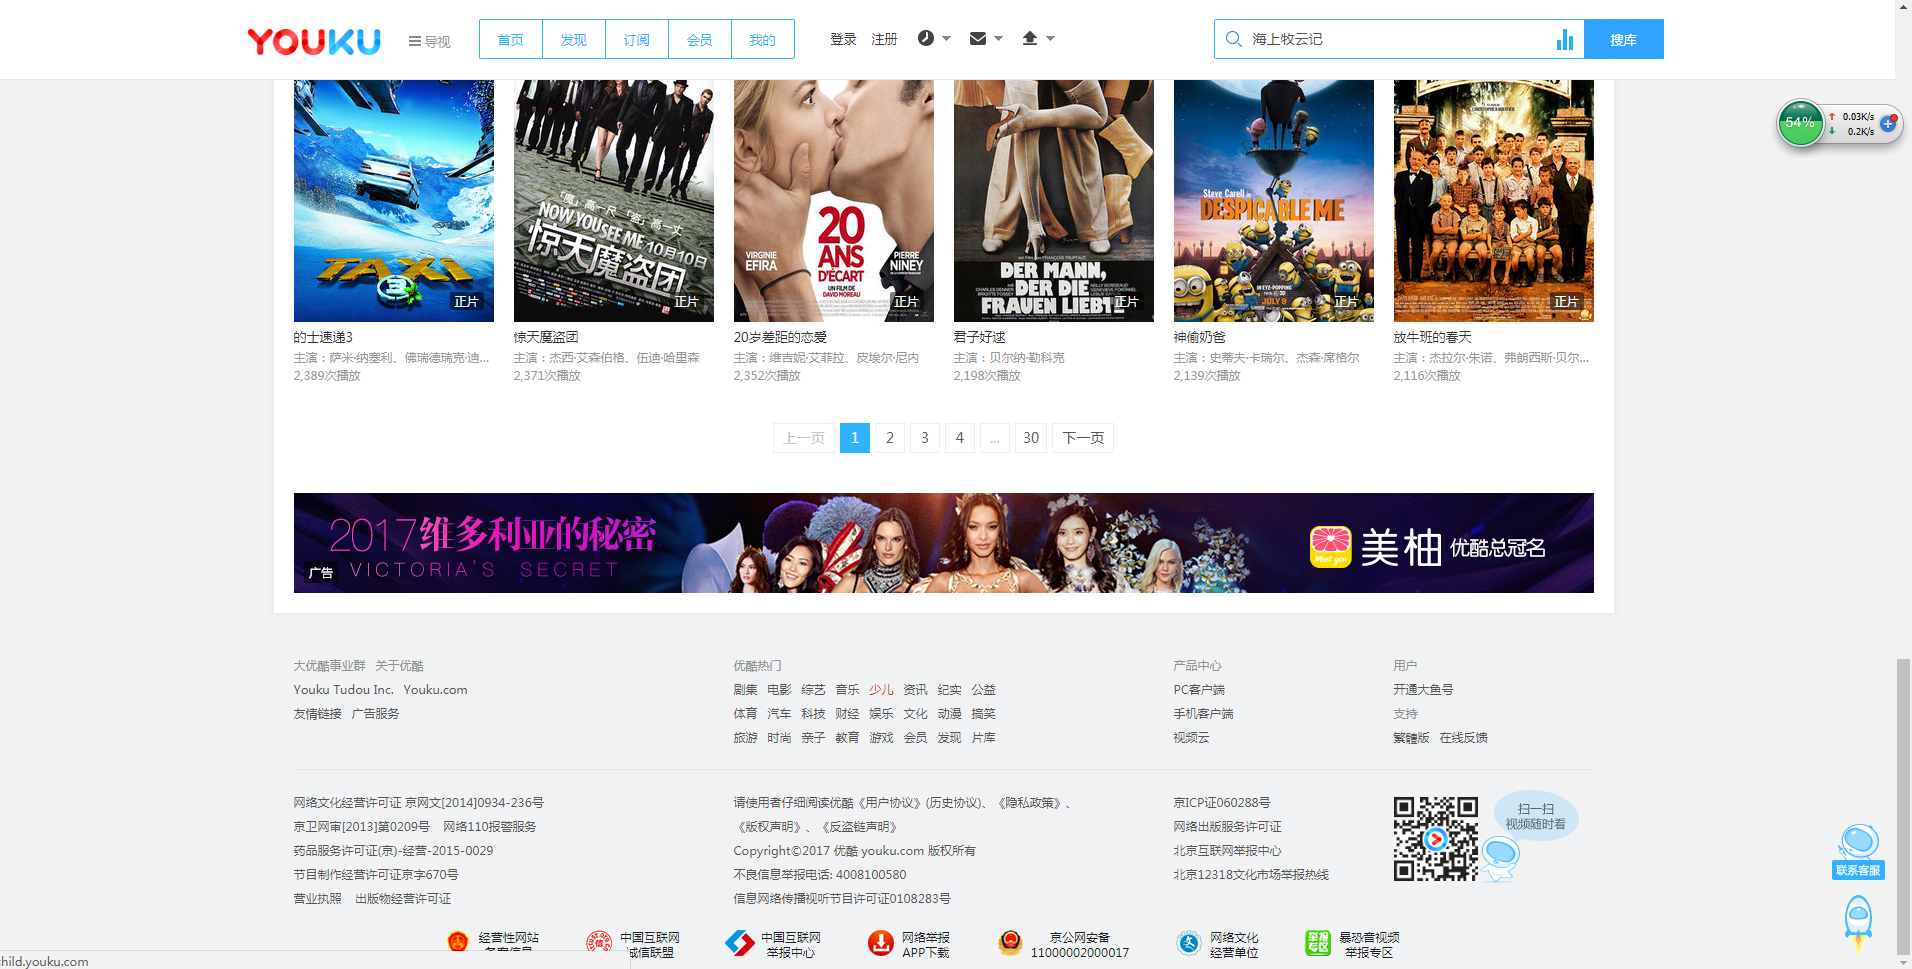 YOUKU
导视
首页 发现 订阅 会员 我的
登录 注册
海上牧云记
搜库
54%
0.03K/s
0.2K/s
TAXI
3
正片
「魔」高一尺 「盗」高一丈
NOW YOU SEE ME 10月10日
惊天魔盗团
正片
20
ANS
D'ÉCART
VIRGINIE
EFIRA
PIERRE
NINEY
UN FILM DE
DAVID MOREAU
正片
DER MANN,
DER DIE
FRAUEN LIEBTE
正片
Steve Carell in
DESPICABLE ME
IN EYE-POPPING
3D
JULY 9
正片
正片
的士速递3
主演：萨米·纳塞利、佛瑞德瑞克·迪...
2,389次播放
惊天魔盗团
主演：杰西·艾森伯格、伍迪·哈里森
2,371次播放
20岁差距的恋爱
主演：维吉妮·艾菲拉、皮埃尔·尼内
2,352次播放
君子好逑
主演：贝尔纳·勒科克
2,198次播放
神偷奶爸
主演：史蒂夫·卡瑞尔、杰森·席格尔
2,139次播放
放牛班的春天
主演：杰拉尔·朱诺、弗朗西斯·贝尔...
2,116次播放
上一页 1 2 3 4 ... 30 下一页
2017维多利亚的秘密
广告
VICTORIA'S SECRET
Meet you
美柚 优酷总冠名
大优酷事业群 关于优酷
Youku Tudou Inc. Youku.com
友情链接 广告服务
优酷热门
剧集 电影 综艺 音乐 少儿 资讯 纪实 公益
体育 汽车 科技 财经 娱乐 文化 动漫 搞笑
旅游 时尚 亲子 教育 游戏 会员 发现 片库
产品中心
PC客户端
手机客户端
视频云
用户
开通大鱼号
支持
繁體版 在线反馈
网络文化经营许可证 京网文[2014]0934-236号
京卫网审[2013]第0209号 网络110报警服务
药品服务许可证(京)-经营-2015-0029
节目制作经营许可证京字670号
营业执照 出版物经营许可证
请使用者仔细阅读优酷《用户协议》(历史协议)、《隐私政策》、
《版权声明》、《反盗链声明》
Copyright©2017 优酷 youku.com 版权所有
不良信息举报电话: 4008100580
信息网络传播视听节目许可证0108283号
京ICP证060288号
网络出版服务许可证
北京互联网举报中心
北京12318文化市场举报热线
扫一扫
视频随时看
联系客服
经营性网站
备案信息
中国互联网
诚信联盟
中国互联网
举报中心
网络举报
APP下载
京公网安备
11000002000017
网络文化
经营单位
举报
专区
暴恐音视频
举报专区
hild.youku.com